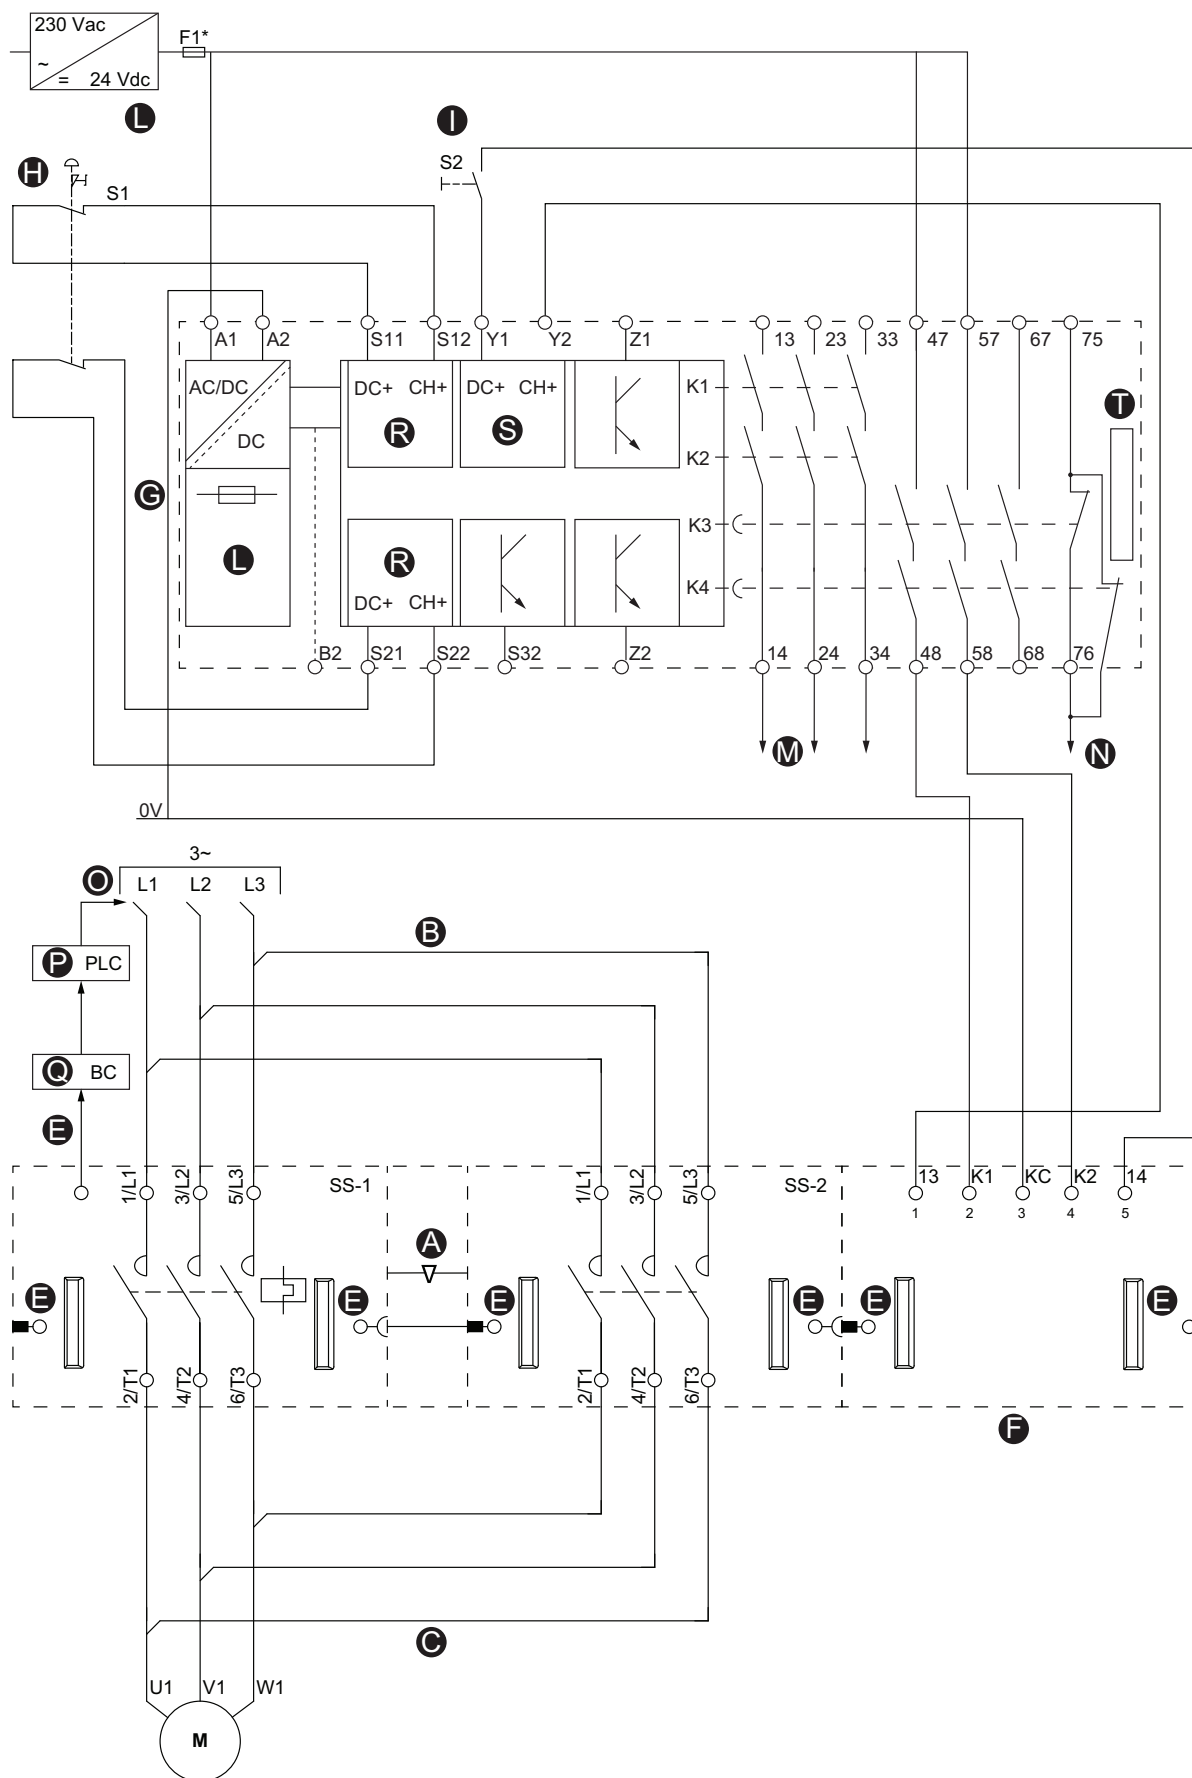 230 Vac
~
= 24 Vdc
F1*
L
I
H
S1
S2
A1 A2 S11 S12 Y1 Y2 Z1 13 23 33 47 57 67 75
AC/DC
DC
DC+ CH+
R
DC+ CH+
S
K1
K2
T
G
L
R
DC+ CH+
K3
K4
B2 S21 S22 S32 Z2 14 24 34 48 58 68 76
M
N
0V
3~
O
L1 L2 L3
B
P PLC
Q BC
E
1/L1 3/L2 5/L3
SS-1
1/L1 3/L2 5/L3
SS-2
13 K1 KC K2 14
1 2 3 4 5
A
E E E E E E
2/T1 4/T2 6/T3
2/T1 4/T2 6/T3
F
C
U1 V1 W1
M